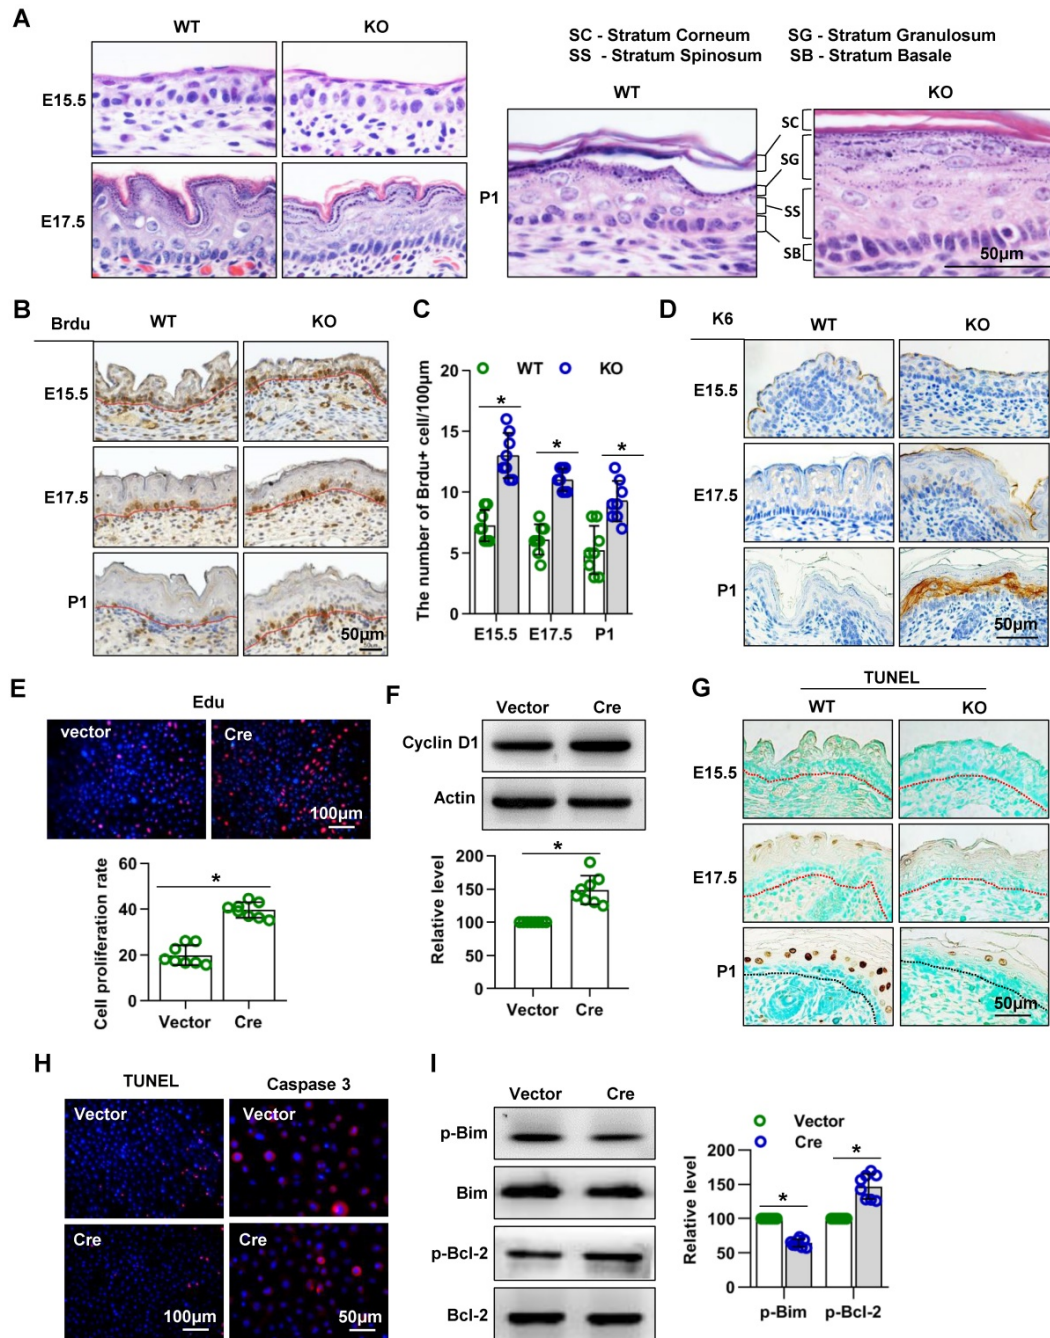 A
WT KO
E15.5
E17.5
SC - Stratum Corneum SG - Stratum Granulosum
SS - Stratum Spinosum SB - Stratum Basale
WT KO
P1
SC
SG
SS
SB
50μm
B
Brdu WT KO
E15.5
E17.5
P1
50μm
C
WT KO
The number of Brdu+ cell/100μm
20
15
10
5
0
* * *
E15.5 E17.5 P1
D
K6 WT KO
E15.5
E17.5
P1
50μm
E
Edu
vector Cre
100μm
Cell proliferation rate
60
40
20
0
*
Vector Cre
F
Vector Cre
Cyclin D1
Actin
Relative level
200
150
100
50
0
*
Vector Cre
G
TUNEL
WT KO
E15.5
E17.5
P1
50μm
H
TUNEL Caspase 3
Vector Vector
Cre Cre
100μm 50μm
I
Vector Cre
p-Bim
Bim
p-Bcl-2
Bcl-2
Vector
Cre
Relative level
200
150
100
50
0
* *
p-Bim p-Bcl-2